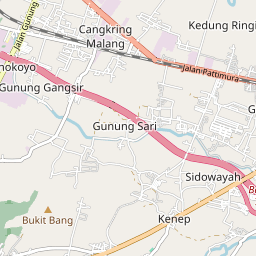 Jalan Gunung
Cangkring
Malang
Kedung Ringi
Jalan Pattimura
nokoyo
Gunung Gangsir
G
Gunung Sari
Sidowayah
Bukit Bang
Kenep